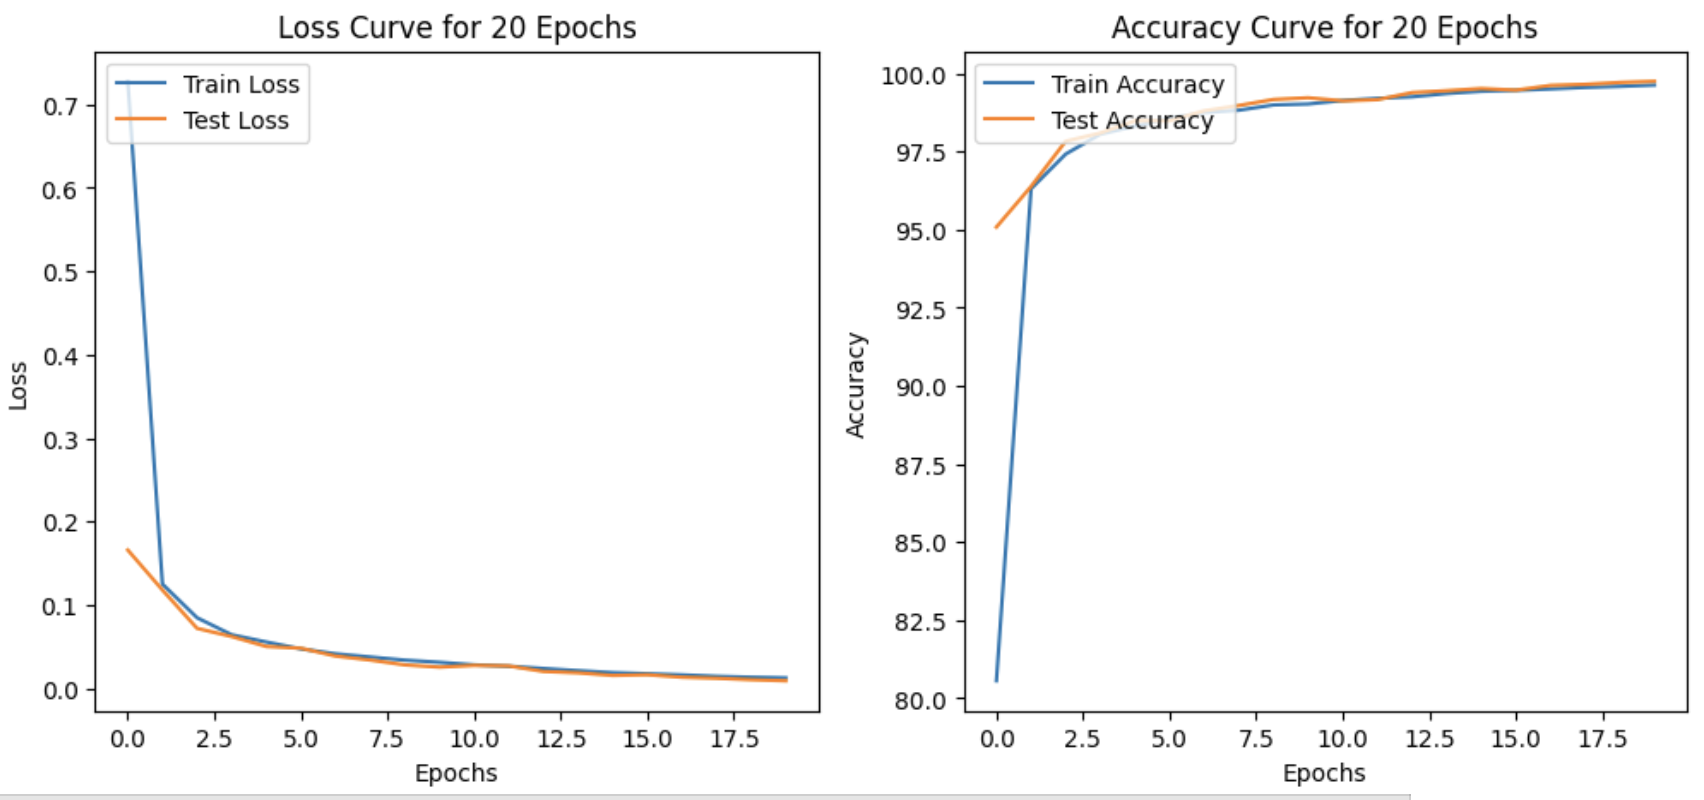 Loss Curve for 20 Epochs
Train Loss
Test Loss
0.7
0.6
0.5
0.4
0.3
0.2
0.1
0.0
Loss
0.0 2.5 5.0 7.5 10.0 12.5 15.0 17.5
Epochs
Accuracy Curve for 20 Epochs
Train Accuracy
Test Accuracy
100.0
97.5
95.0
92.5
90.0
87.5
85.0
82.5
80.0
Accuracy
0.0 2.5 5.0 7.5 10.0 12.5 15.0 17.5
Epochs